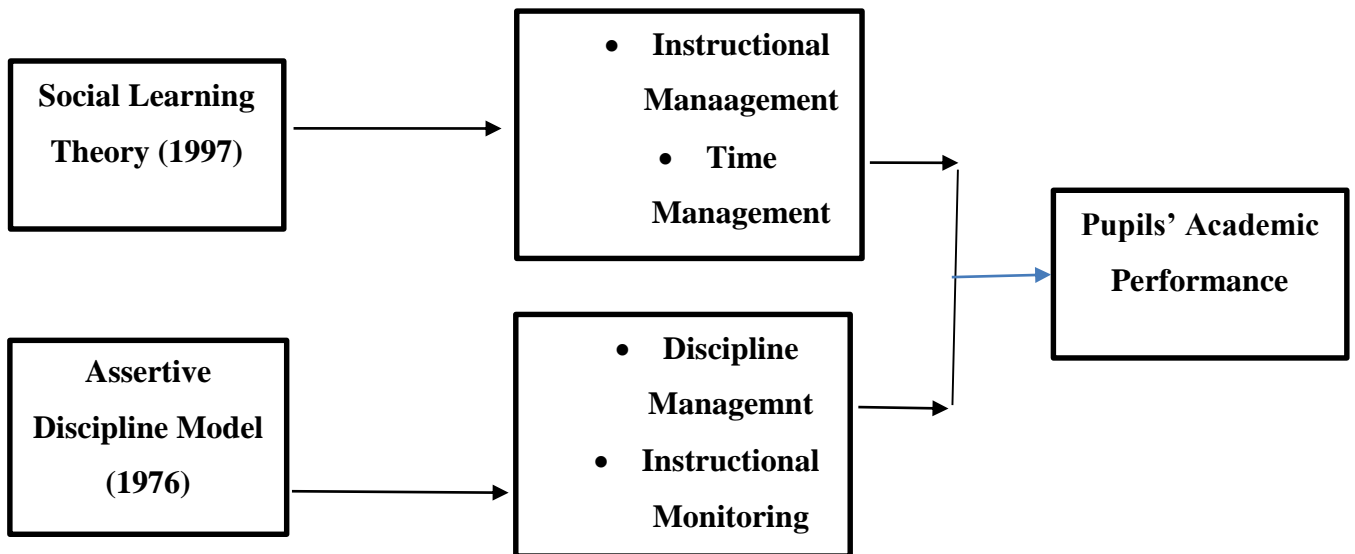 Social Learning
Theory (1997)
• Instructional
Manaagement
• Time
Management
Pupils’ Academic
Performance
Assertive
Discipline Model
(1976)
• Discipline
Managemnt
• Instructional
Monitoring